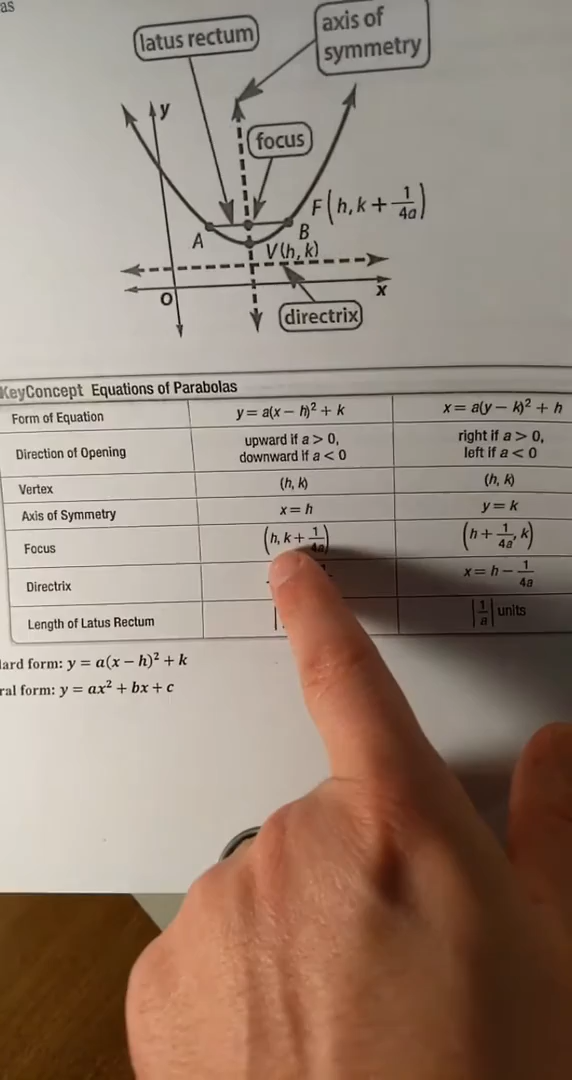 as
latus rectum
axis of
symmetry
y
focus
F(h, k + 1/4a)
A
B
V(h, k)
O
x
directrix
KeyConcept Equations of Parabolas
Form of Equation y = a(x − h)² + k x = a(y − k)² + h
Direction of Opening upward if a > 0, downward if a < 0 right if a > 0, left if a < 0
Vertex (h, k) (h, k)
Axis of Symmetry x = h y = k
Focus (h, k + 1/4a) (h + 1/4a, k)
Directrix x = h − 1/4a
Length of Latus Rectum |1/a| units
dard form: y = a(x − h)² + k
ral form: y = ax² + bx + c